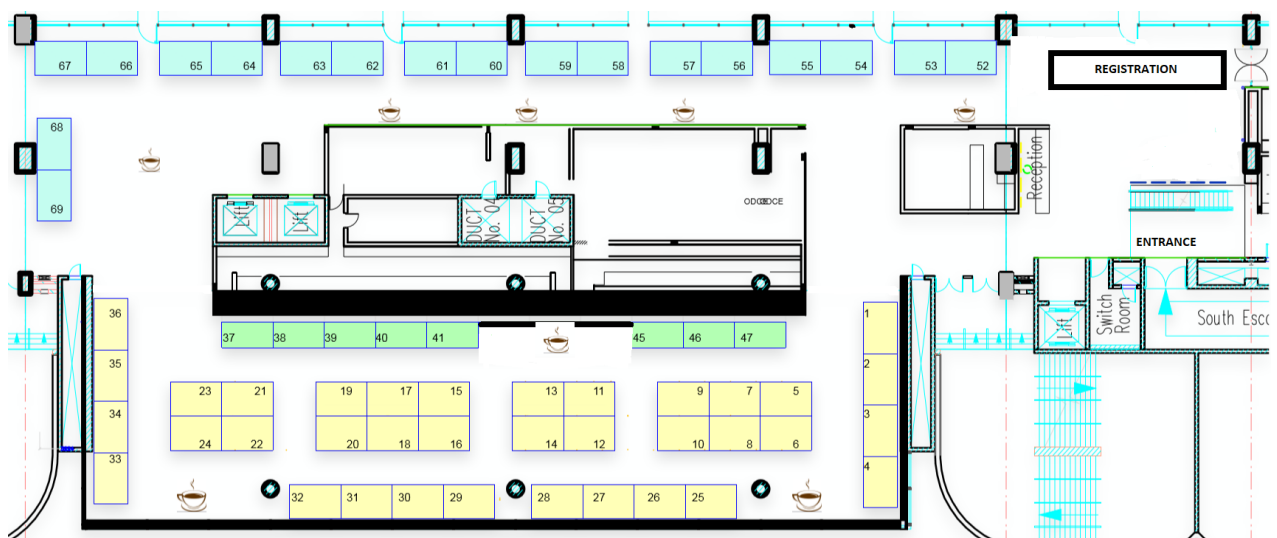 REGISTRATION
67 66 65 64 63 62 61 60 59 58 57 56 55 54 53 52
68
69
Reception
Lift
Lift
DUCT No. 04
DUCT No. 05
ENTRANCE
Lift
Switch Room
South Esc
36
35
34
33
37 38 39 40 41 45 46 47
1
2
3
4
23 21 19 17 15 13 11 9 7 5
24 22 20 18 16 14 12 10 8 6
32 31 30 29 28 27 26 25